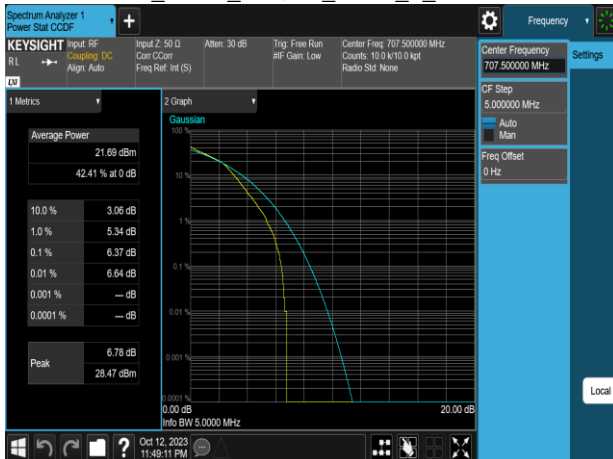 Spectrum Analyzer 1
Power Stat CCDF
Frequency
KEYSIGHT
RL
LXI
Input: RF
Coupling: DC
Align: Auto
Input Z: 50 Ω
Corr CCorr
Freq Ref: Int (S)
Atten: 30 dB
Trig: Free Run
#IF Gain: Low
Center Freq: 707.500000 MHz
Counts: 10.0 k/10.0 kpt
Radio Std: None
Center Frequency
707.500000 MHz
Settings
CF Step
5.000000 MHz
Auto
Man
Freq Offset
0 Hz
1 Metrics
Average Power
21.69 dBm
42.41 % at 0 dB
10.0 % 3.06 dB
1.0 % 5.34 dB
0.1 % 6.37 dB
0.01 % 6.64 dB
0.001 % --- dB
0.0001 % --- dB
Peak 6.78 dB
28.47 dBm
2 Graph
Gaussian
100 %
10 %
1 %
0.1 %
0.01 %
0.001 %
0.0001 %
0.00 dB 20.00 dB
Info BW 5.0000 MHz
Local
Oct 12, 2023
11:49:11 PM